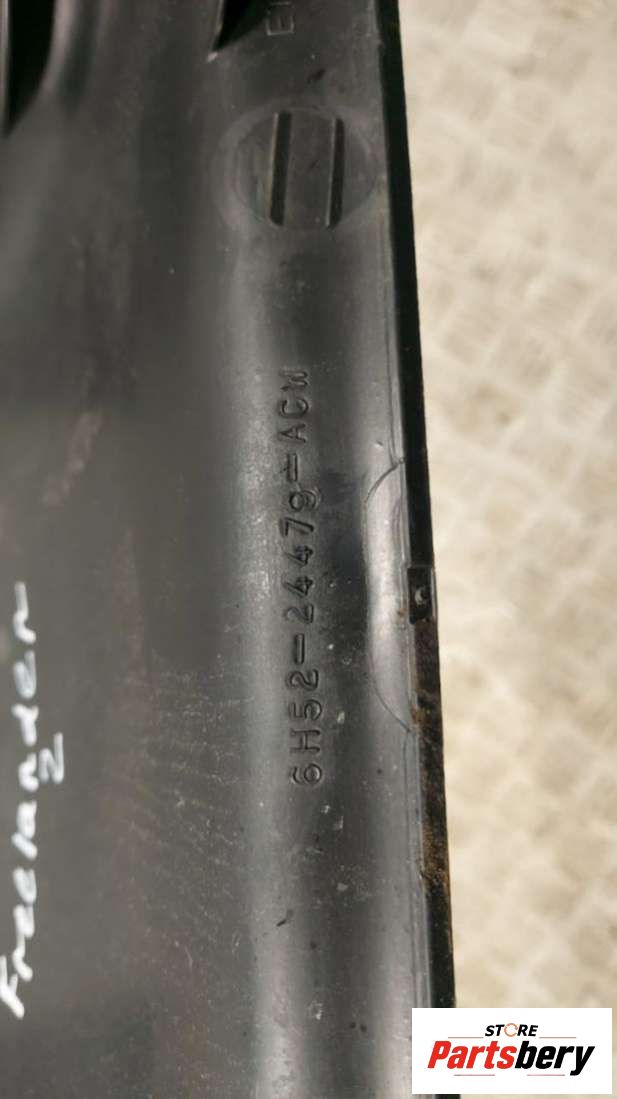 6H52-24479-ACW
Freelander
2
STORE
Partsbery